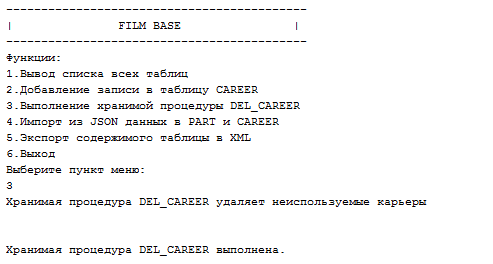 -------------------------------------------
|               FILM BASE                |
-------------------------------------------
Функции:
1.Вывод списка всех таблиц
2.Добавление записи в таблицу CAREER
3.Выполнение хранимой процедуры DEL_CAREER
4.Импорт из JSON данных в PART и CAREER
5.Экспорт содержимого таблицы в XML
6.Выход
Выберите пункт меню:
3
Хранимая процедура DEL_CAREER удаляет неиспользуемые карьеры
Хранимая процедура DEL_CAREER выполнена.